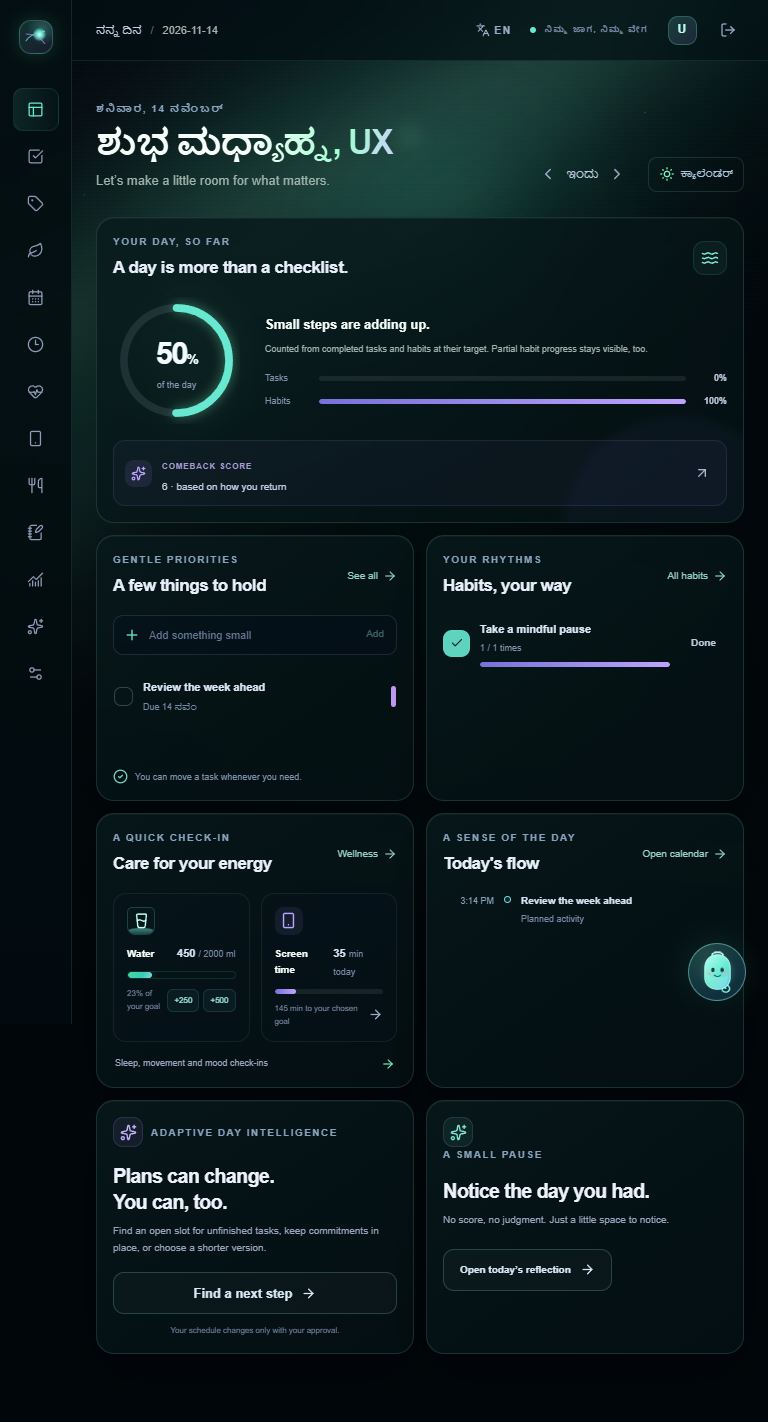 ನನ್ನ ದಿನ / 2026-11-14
EN
ನಿಮ್ಮ ಜಾಗ, ನಿಮ್ಮ ವೇಗ
U
ಶನಿವಾರ, 14 ನವೆಂಬರ್
ಶುಭ ಮಧ್ಯಾಹ್ನ, UX
Let's make a little room for what matters.
ಇಂದು
ಕ್ಯಾಲೆಂಡರ್
YOUR DAY, SO FAR
A day is more than a checklist.
50%
of the day
Small steps are adding up.
Counted from completed tasks and habits at their target. Partial habit progress stays visible, too.
Tasks 0%
Habits 100%
COMEBACK SCORE
6 · based on how you return
GENTLE PRIORITIES
A few things to hold
See all
Add something small
Add
Review the week ahead
Due 14 ನವೆಂ
You can move a task whenever you need.
YOUR RHYTHMS
Habits, your way
All habits
Take a mindful pause
1 / 1 times
Done
A QUICK CHECK-IN
Care for your energy
Wellness
Water 450 / 2000 ml
23% of your goal
+250 +500
Screen time
35 min today
145 min to your chosen goal
Sleep, movement and mood check-ins
A SENSE OF THE DAY
Today's flow
Open calendar
3:14 PM Review the week ahead
Planned activity
ADAPTIVE DAY INTELLIGENCE
Plans can change.
You can, too.
Find an open slot for unfinished tasks, keep commitments in
place, or choose a shorter version.
Find a next step
Your schedule changes only with your approval.
A SMALL PAUSE
Notice the day you had.
No score, no judgment. Just a little space to notice.
Open today's reflection